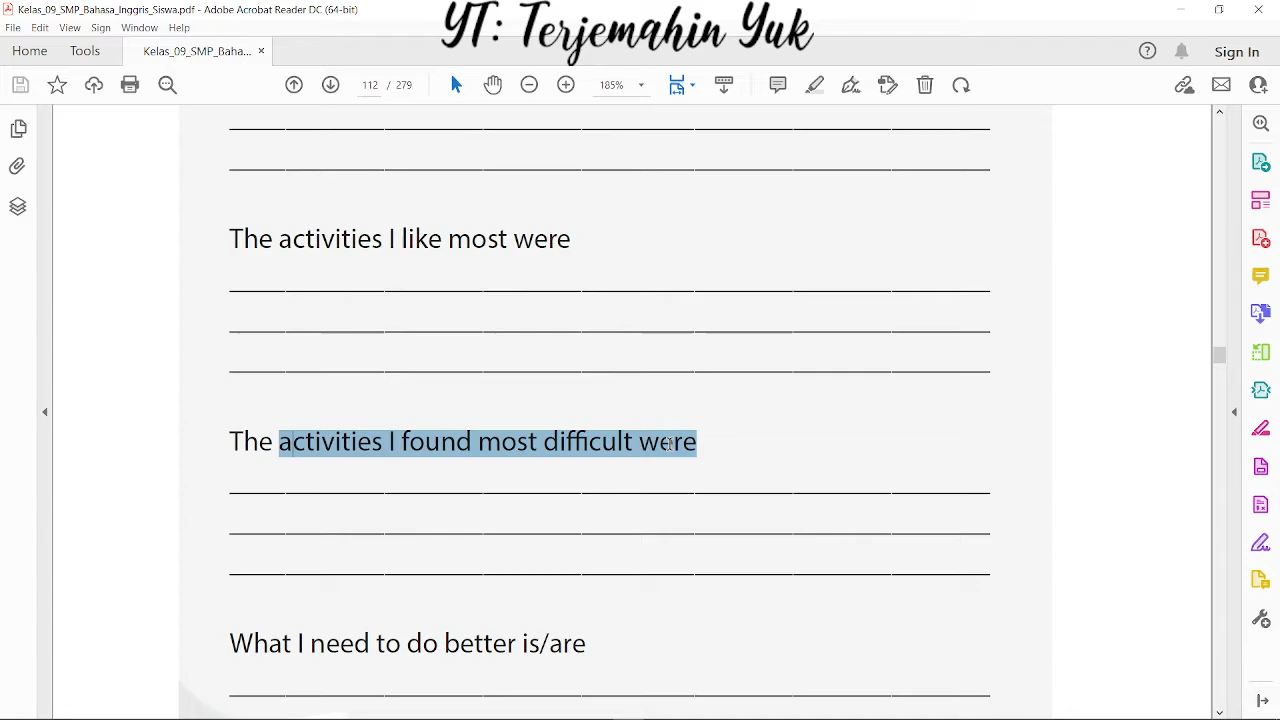 Kelas_09_SMP_Bahasa_Inggris_Siswa.pdf - Adobe Acrobat Reader DC (64-bit)
YT: Terjemahin Yuk
File Edit View Sign Window Help
Home Tools Kelas_09_SMP_Baha... × Sign In
112 / 279 185%
The activities I like most were
The activities I found most difficult were
What I need to do better is/are